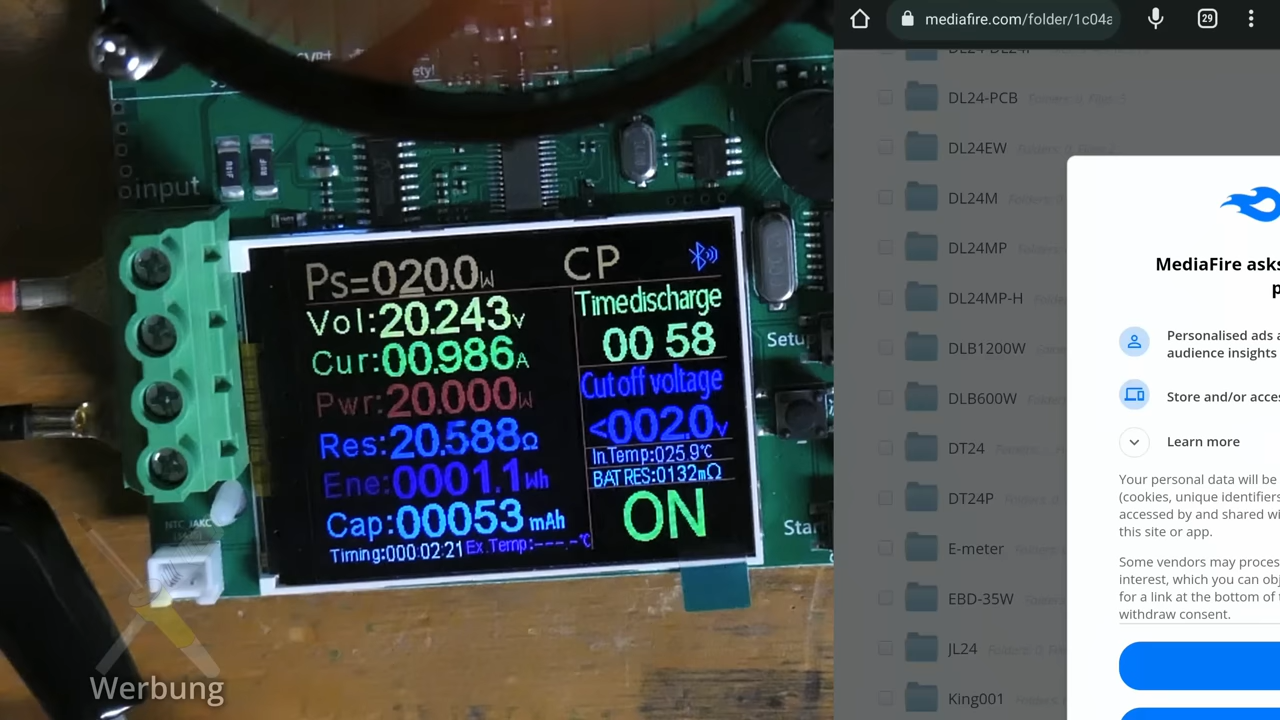 input
Ps=020.0W
CP
Vol:20.243V
Cur:00.986A
Pwr:20.000W
Res:20.588Ω
Ene:0001.1Wh
Cap:00053mAh
Timing:000:02:21
Ex.Temp:---.-℃
Timedischarge
00 58
Cutoff voltage
<002.0V
In.Temp:025.9℃
BAT RES:0132mΩ
ON
Setu
Star
Werbung
mediafire.com/folder/1c04a
29
DL24-PCB
DL24EW
DL24M
DL24MP
DL24MP-H
DLB1200W
DLB600W
DT24
DT24P
E-meter
EBD-35W
JL24
King001
MediaFire asks
p
Personalised ads a
audience insights
Store and/or acces
Learn more
Your personal data will be
(cookies, unique identifiers
accessed by and shared wi
this site or app.
Some vendors may proces
interest, which you can obj
for a link at the bottom of t
withdraw consent.